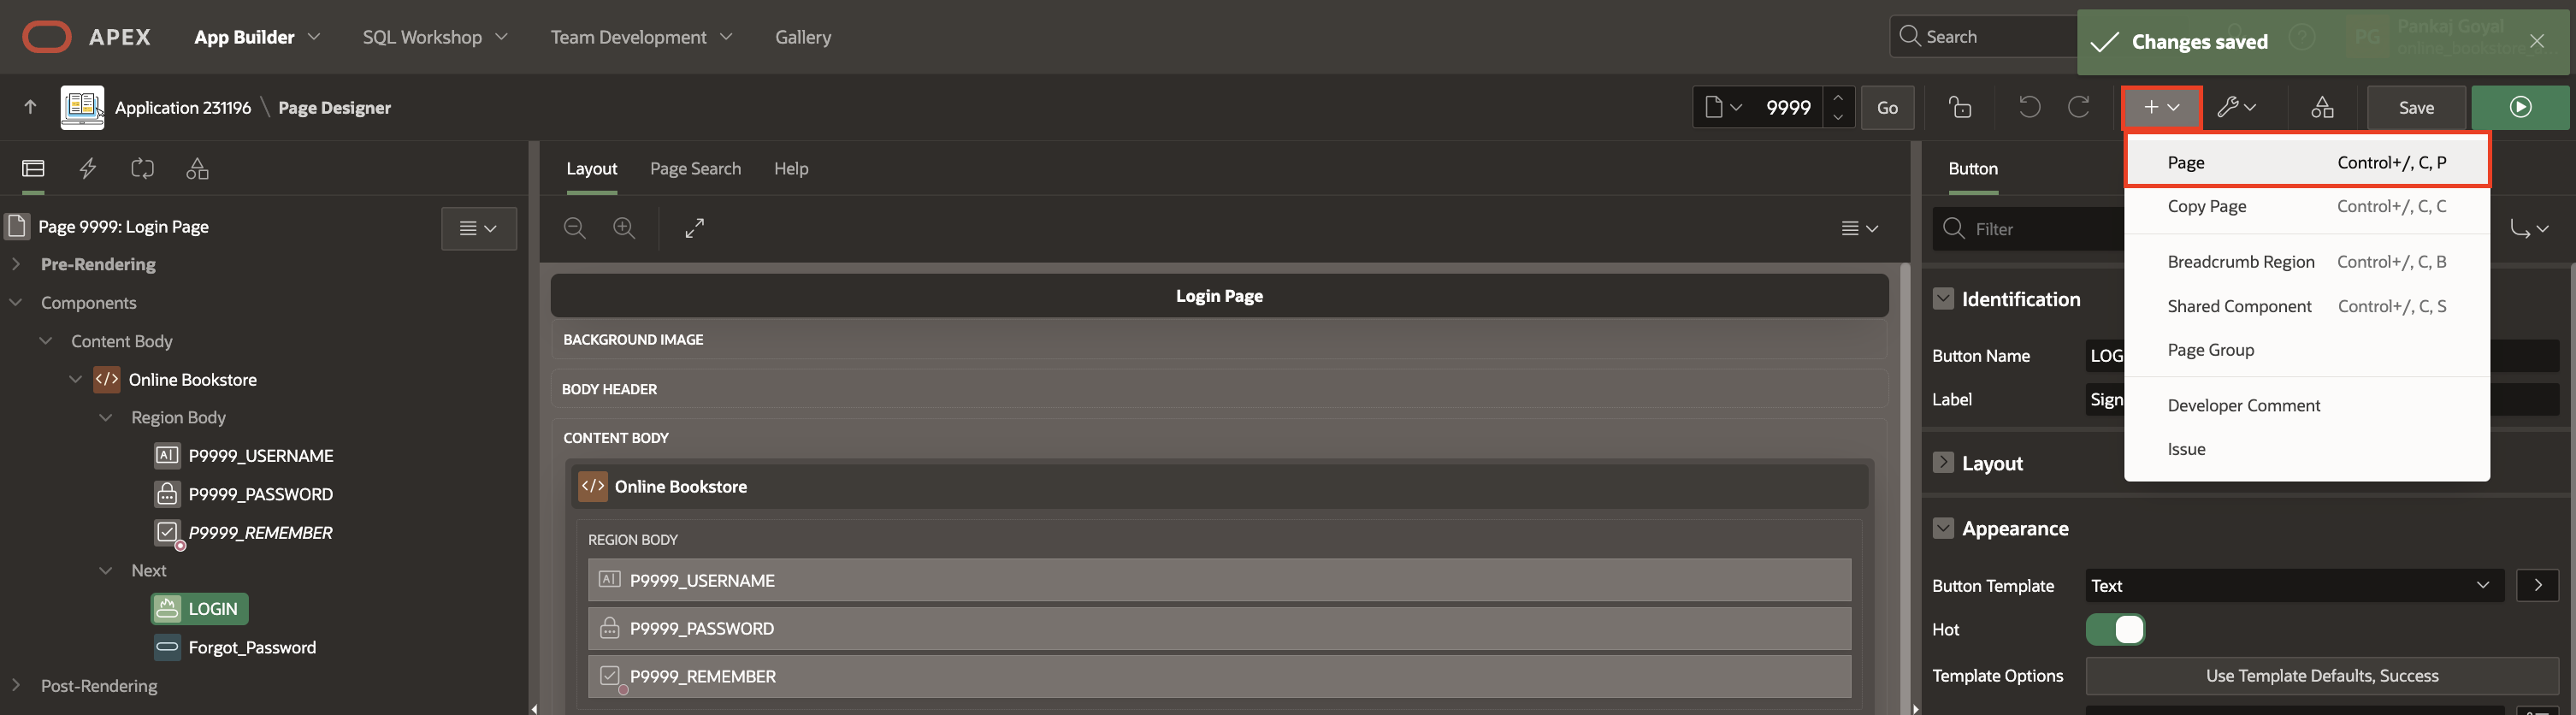 APEX
App Builder
SQL Workshop
Team Development
Gallery
Search
Changes saved
Pankaj Goyal
PG
online_bookstore
Application 231196 \ Page Designer
9999
Go
Save
Page Control+/, C, P
Copy Page Control+/, C, C
Breadcrumb Region Control+/, C, B
Shared Component Control+/, C, S
Page Group
Developer Comment
Issue
Page 9999: Login Page
Pre-Rendering
Components
Content Body
Online Bookstore
Region Body
P9999_USERNAME
P9999_PASSWORD
P9999_REMEMBER
Next
LOGIN
Forgot_Password
Post-Rendering
Layout
Page Search
Help
Login Page
BACKGROUND IMAGE
BODY HEADER
CONTENT BODY
Online Bookstore
REGION BODY
P9999_USERNAME
P9999_PASSWORD
P9999_REMEMBER
Button
Filter
Identification
Button Name LOG
Label Sign
Layout
Appearance
Button Template Text
Hot
Template Options Use Template Defaults, Success